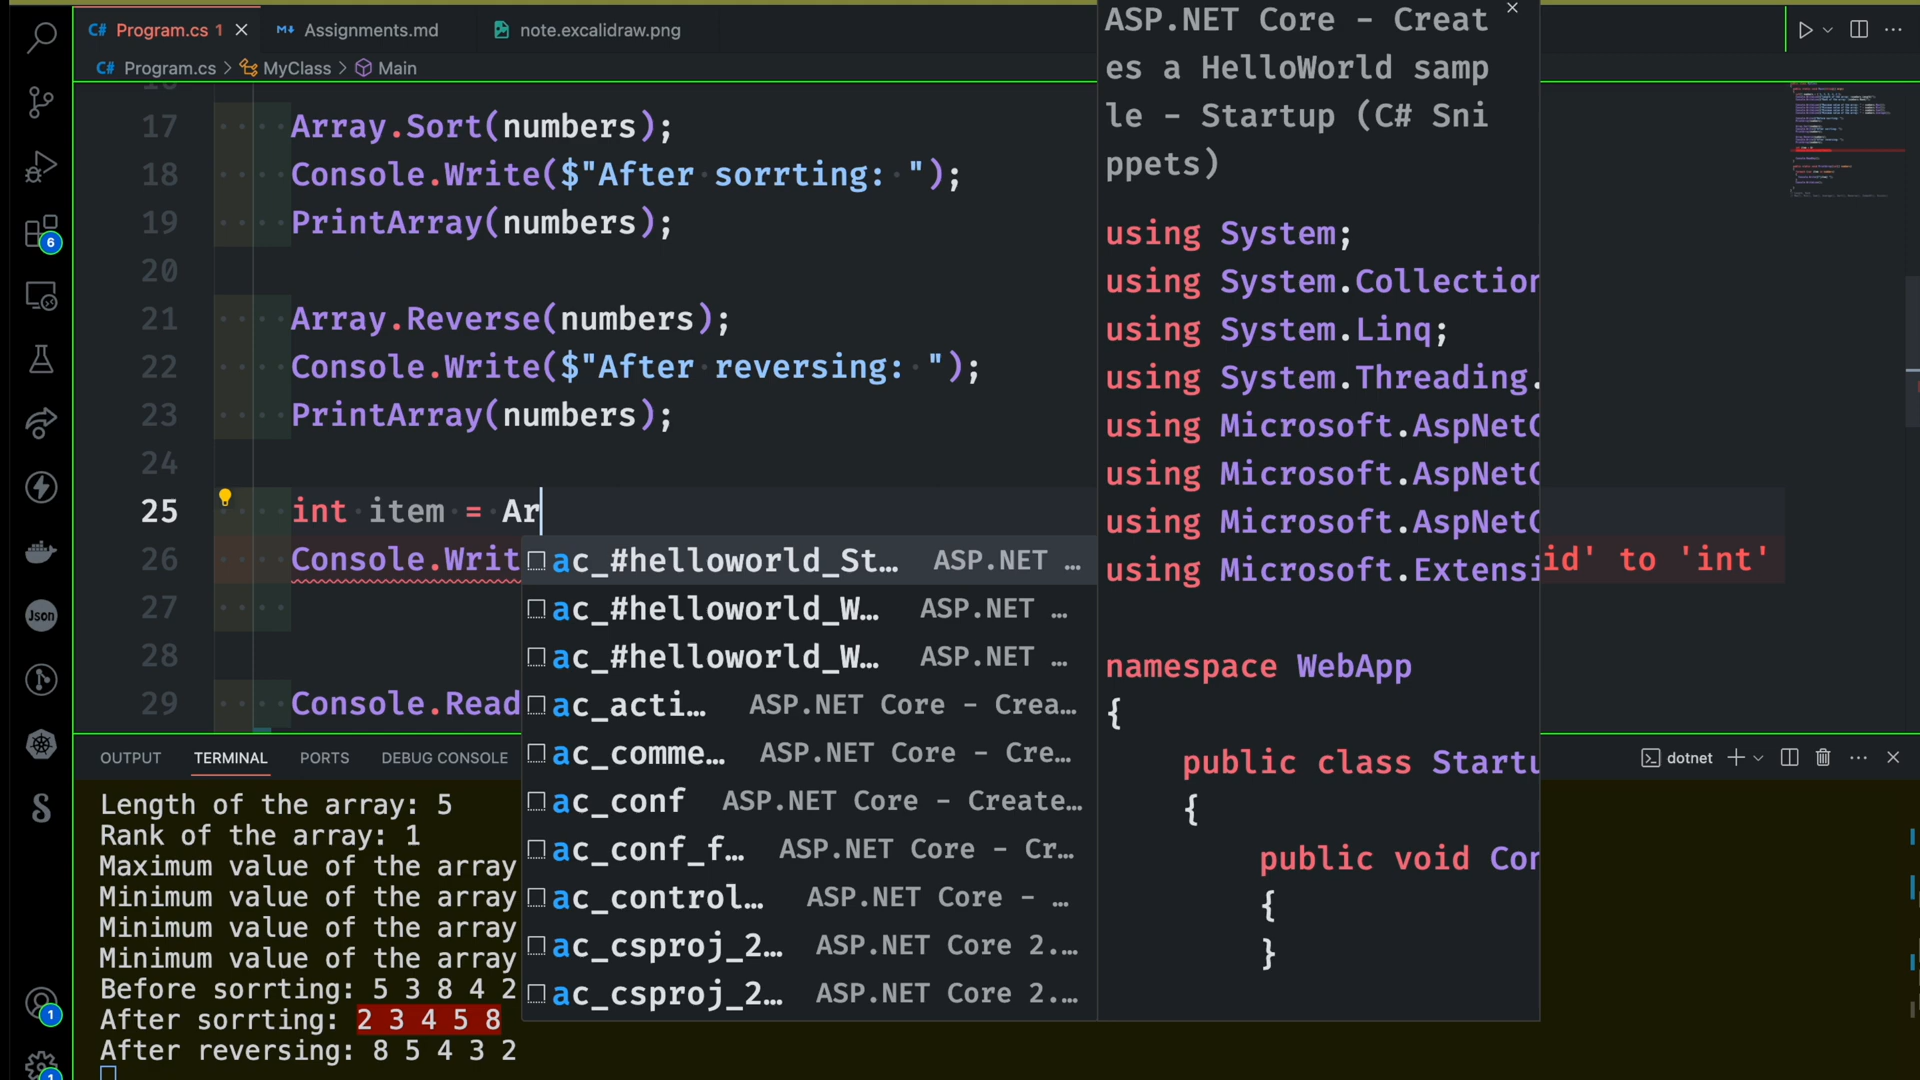 Program.cs 1
Assignments.md
note.excalidraw.png
Program.cs > MyClass > Main
17 Array.Sort(numbers);
18 Console.Write($"After sorrting: ");
19 PrintArray(numbers);
20
21 Array.Reverse(numbers);
22 Console.Write($"After reversing: ");
23 PrintArray(numbers);
24
25 int item = Ar
26 Console.Writ
id' to 'int'
27
28
29 Console.Read
ac_#helloworld_St... ASP.NET ...
ac_#helloworld_W... ASP.NET ...
ac_#helloworld_W... ASP.NET ...
ac_acti... ASP.NET Core - Crea...
ac_comme... ASP.NET Core - Cre...
ac_conf ASP.NET Core - Create...
ac_conf_f... ASP.NET Core - Cr...
ac_control... ASP.NET Core - ...
ac_csproj_2... ASP.NET Core 2....
ac_csproj_2... ASP.NET Core 2....
ASP.NET Core - Creat
es a HelloWorld samp
le - Startup (C# Sni
ppets)
using System;
using System.Collection
using System.Linq;
using System.Threading.
using Microsoft.AspNetC
using Microsoft.AspNetC
using Microsoft.AspNetC
using Microsoft.Extensi
namespace WebApp
{
public class Startu
{
public void Con
{
}
OUTPUT TERMINAL PORTS DEBUG CONSOLE
dotnet
Length of the array: 5
Rank of the array: 1
Maximum value of the array
Minimum value of the array
Minimum value of the array
Minimum value of the array
Before sorrting: 5 3 8 4 2
After sorrting: 2 3 4 5 8
After reversing: 8 5 4 3 2
6
Json
1
1